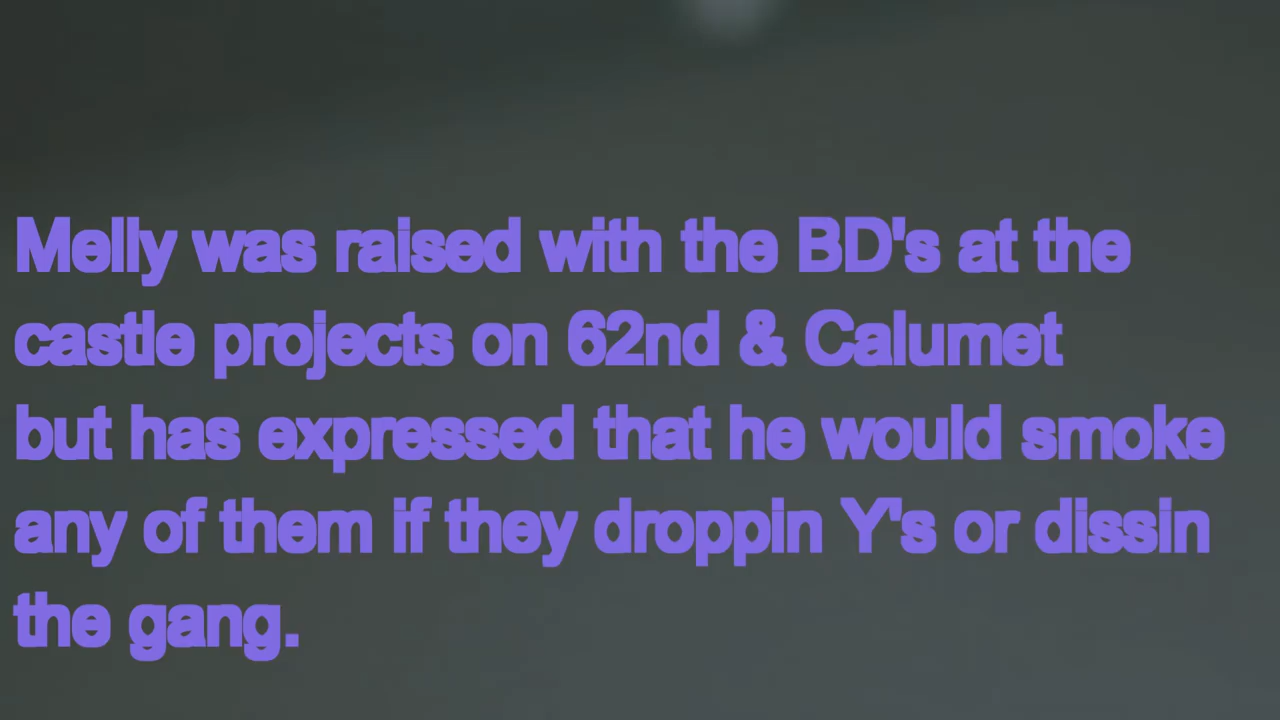 Melly was raised with the BD's at the
castle projects on 62nd & Calumet
but has expressed that he would smoke
any of them if they droppin Y's or dissin
the gang.